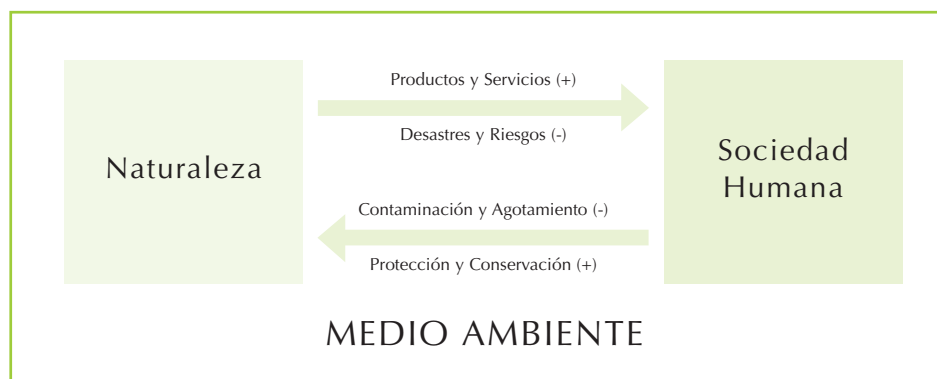 Productos y Servicios (+)
Desastres y Riesgos (-)
Naturaleza
Sociedad
Humana
Contaminación y Agotamiento (-)
Protección y Conservación (+)
MEDIO AMBIENTE